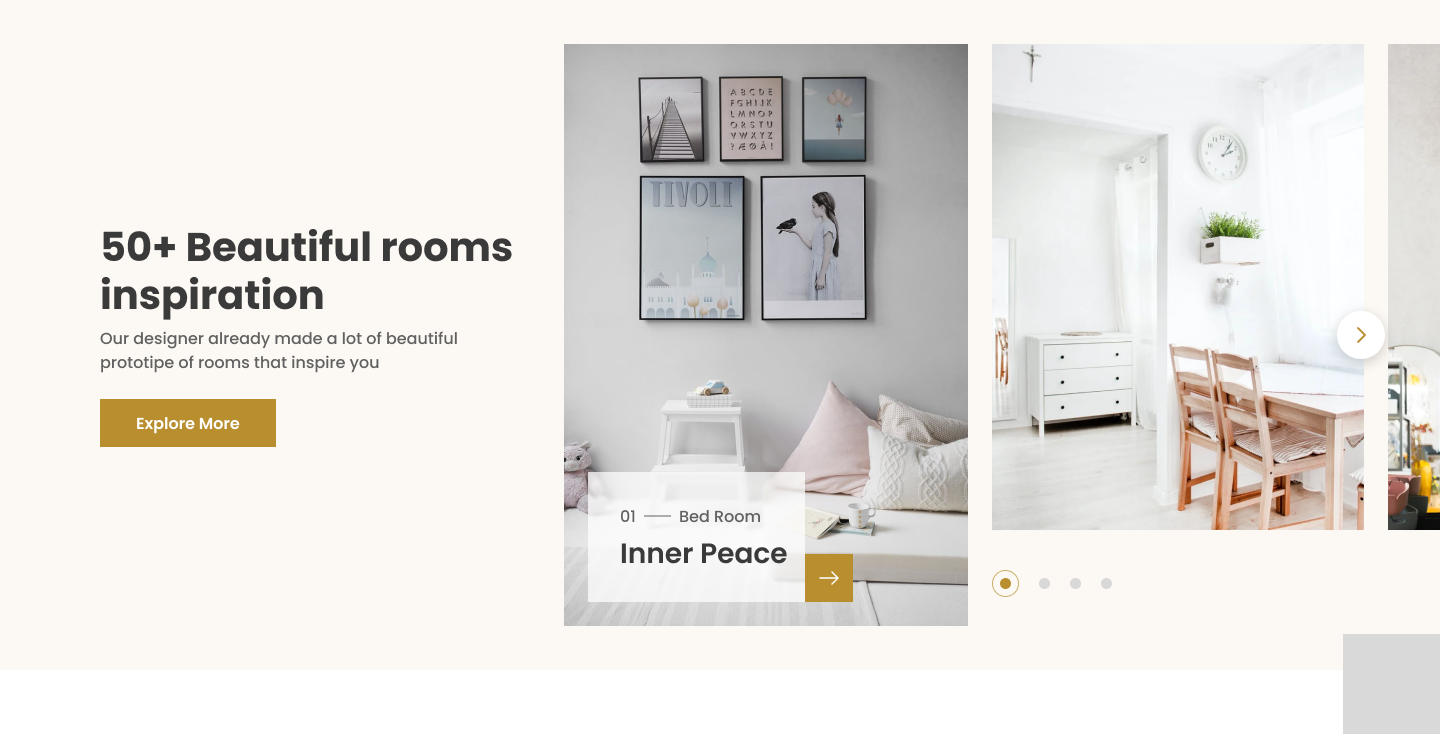 50+ Beautiful rooms
inspiration
Our designer already made a lot of beautiful
prototipe of rooms that inspire you
Explore More
A B C D E
F G H I J K
L M N O P
Q R S T U
V W X Y Z
? Æ Ø Å !
TIVOLI
01 Bed Room
Inner Peace